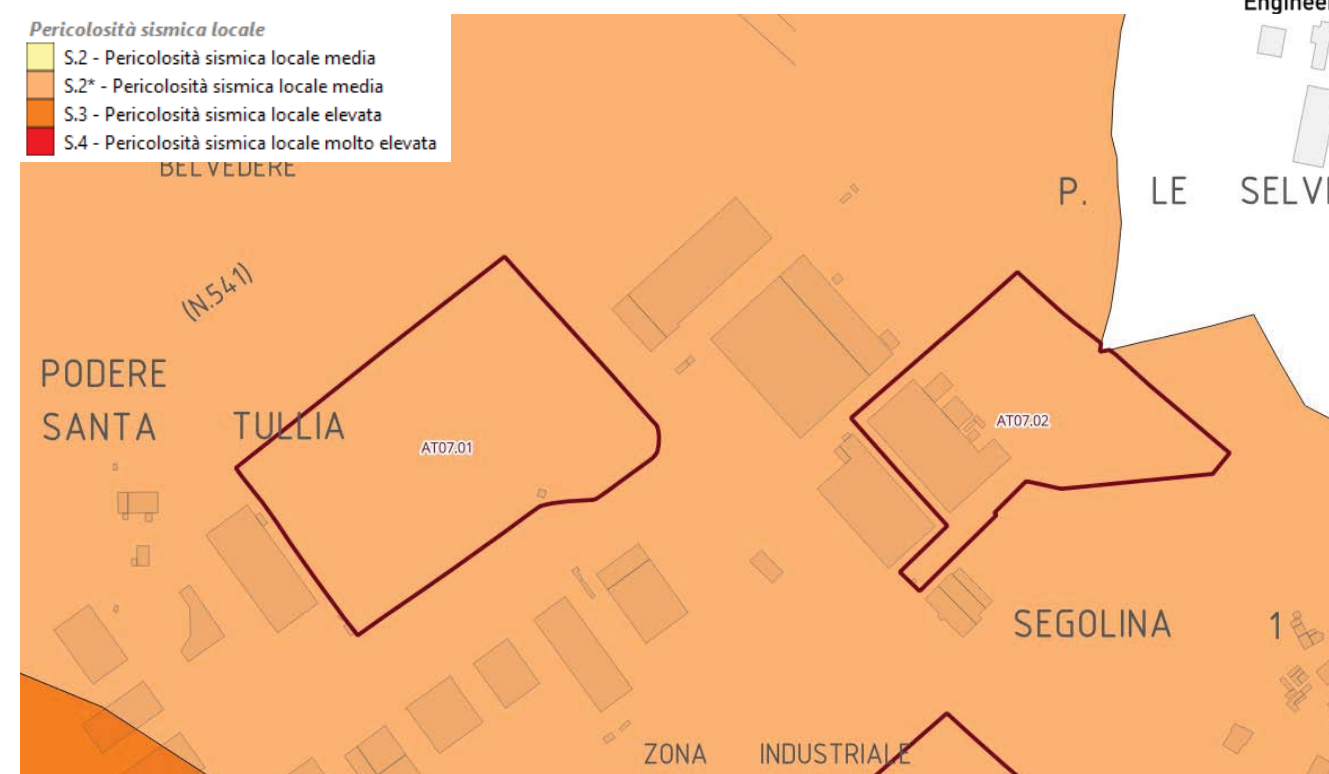 Engineer
Pericolosità sismica locale
S.2 - Pericolosità sismica locale media
S.2* - Pericolosità sismica locale media
S.3 - Pericolosità sismica locale elevata
S.4 - Pericolosità sismica locale molto elevata
BELVEDERE
P. LE SELVE
(N.541)
PODERE
SANTA TULLIA
AT07.01
AT07.02
SEGOLINA 1
ZONA INDUSTRIALE